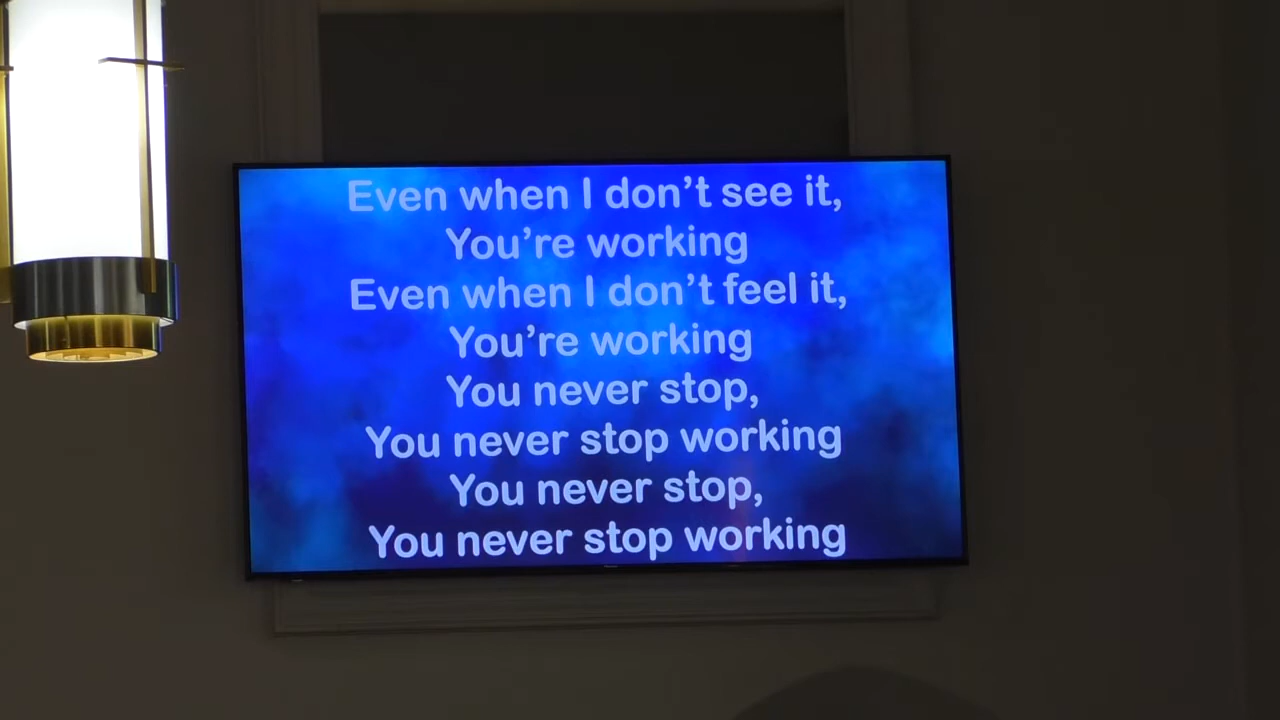 Even when I don’t see it,
You’re working
Even when I don’t feel it,
You’re working
You never stop,
You never stop working
You never stop,
You never stop working